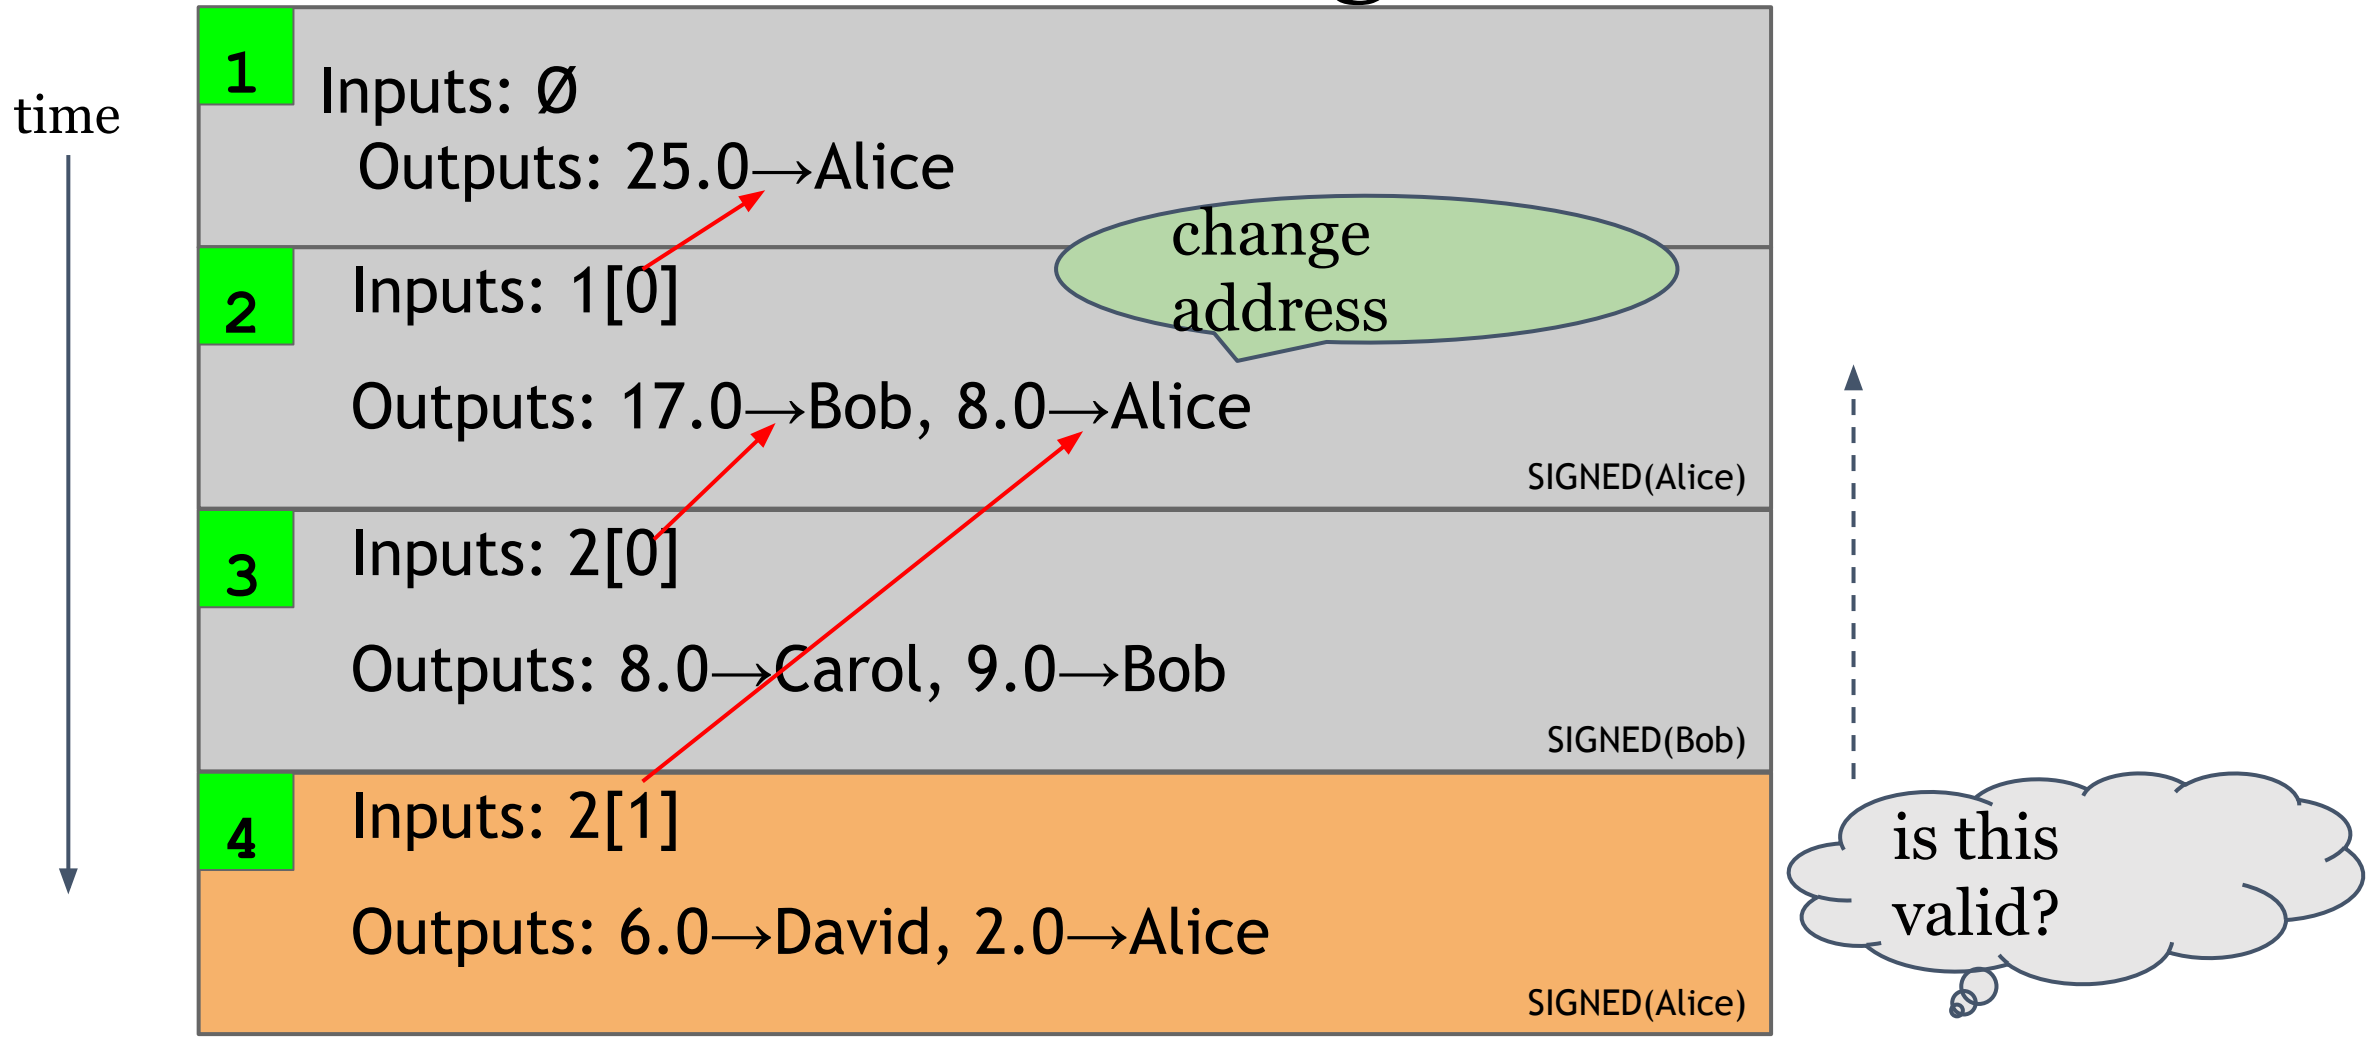 time
1
Inputs: Ø
Outputs: 25.0→Alice
change
address
2
Inputs: 1[0]
Outputs: 17.0→Bob, 8.0→Alice
SIGNED(Alice)
3
Inputs: 2[0]
Outputs: 8.0→Carol, 9.0→Bob
SIGNED(Bob)
4
Inputs: 2[1]
Outputs: 6.0→David, 2.0→Alice
SIGNED(Alice)
is this
valid?